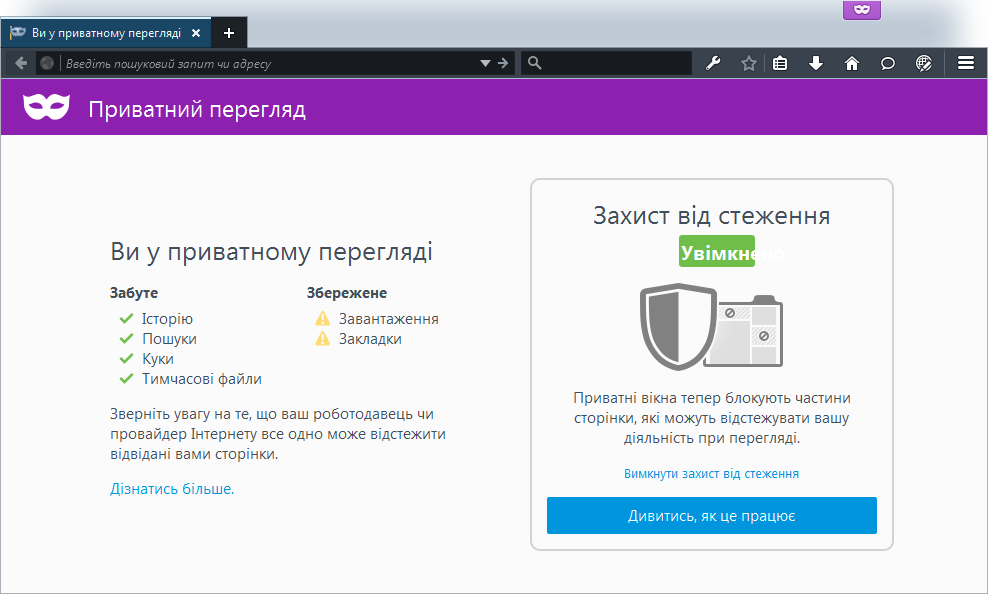 Ви у приватному перегляді
Введіть пошуковий запит чи адресу
Приватний перегляд
Ви у приватному перегляді
Забуте
Історію
Пошуки
Куки
Тимчасові файли
Збережене
Завантаження
Закладки
Зверніть увагу на те, що ваш роботодавець чи
провайдер Інтернету все одно може відстежити
відвідані вами сторінки.
Дізнатись більше.
Захист від стеження
Увімкнено
Приватні вікна тепер блокують частини
сторінки, які можуть відстежувати вашу
діяльність при перегляді.
Вимкнути захист від стеження
Дивитись, як це працює